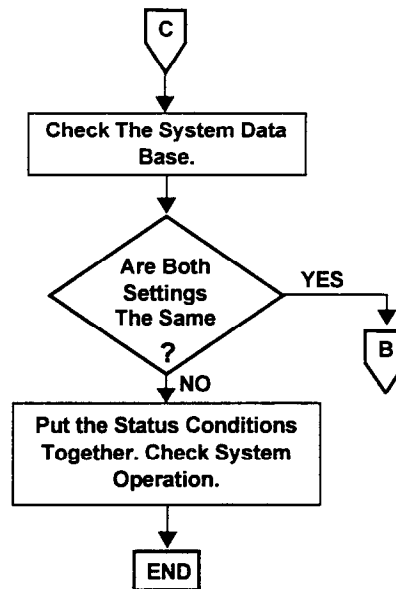 C
Check The System Data
Base.
Are Both
Settings
The Same
?
YES
B
NO
Put the Status Conditions
Together. Check System
Operation.
END